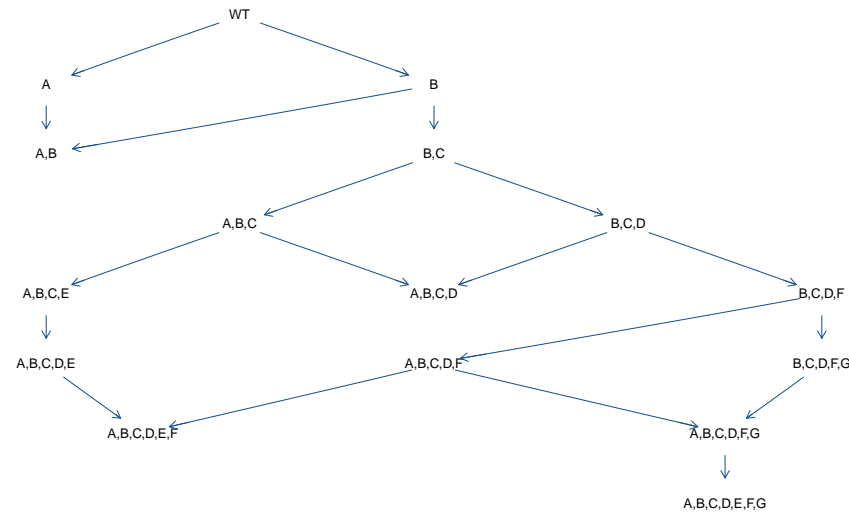 WT
A
B
A,B
B,C
A,B,C
B,C,D
A,B,C,E
A,B,C,D
B,C,D,F
A,B,C,D,E
A,B,C,D,F
B,C,D,F,G
A,B,C,D,E,F
A,B,C,D,F,G
A,B,C,D,E,F,G